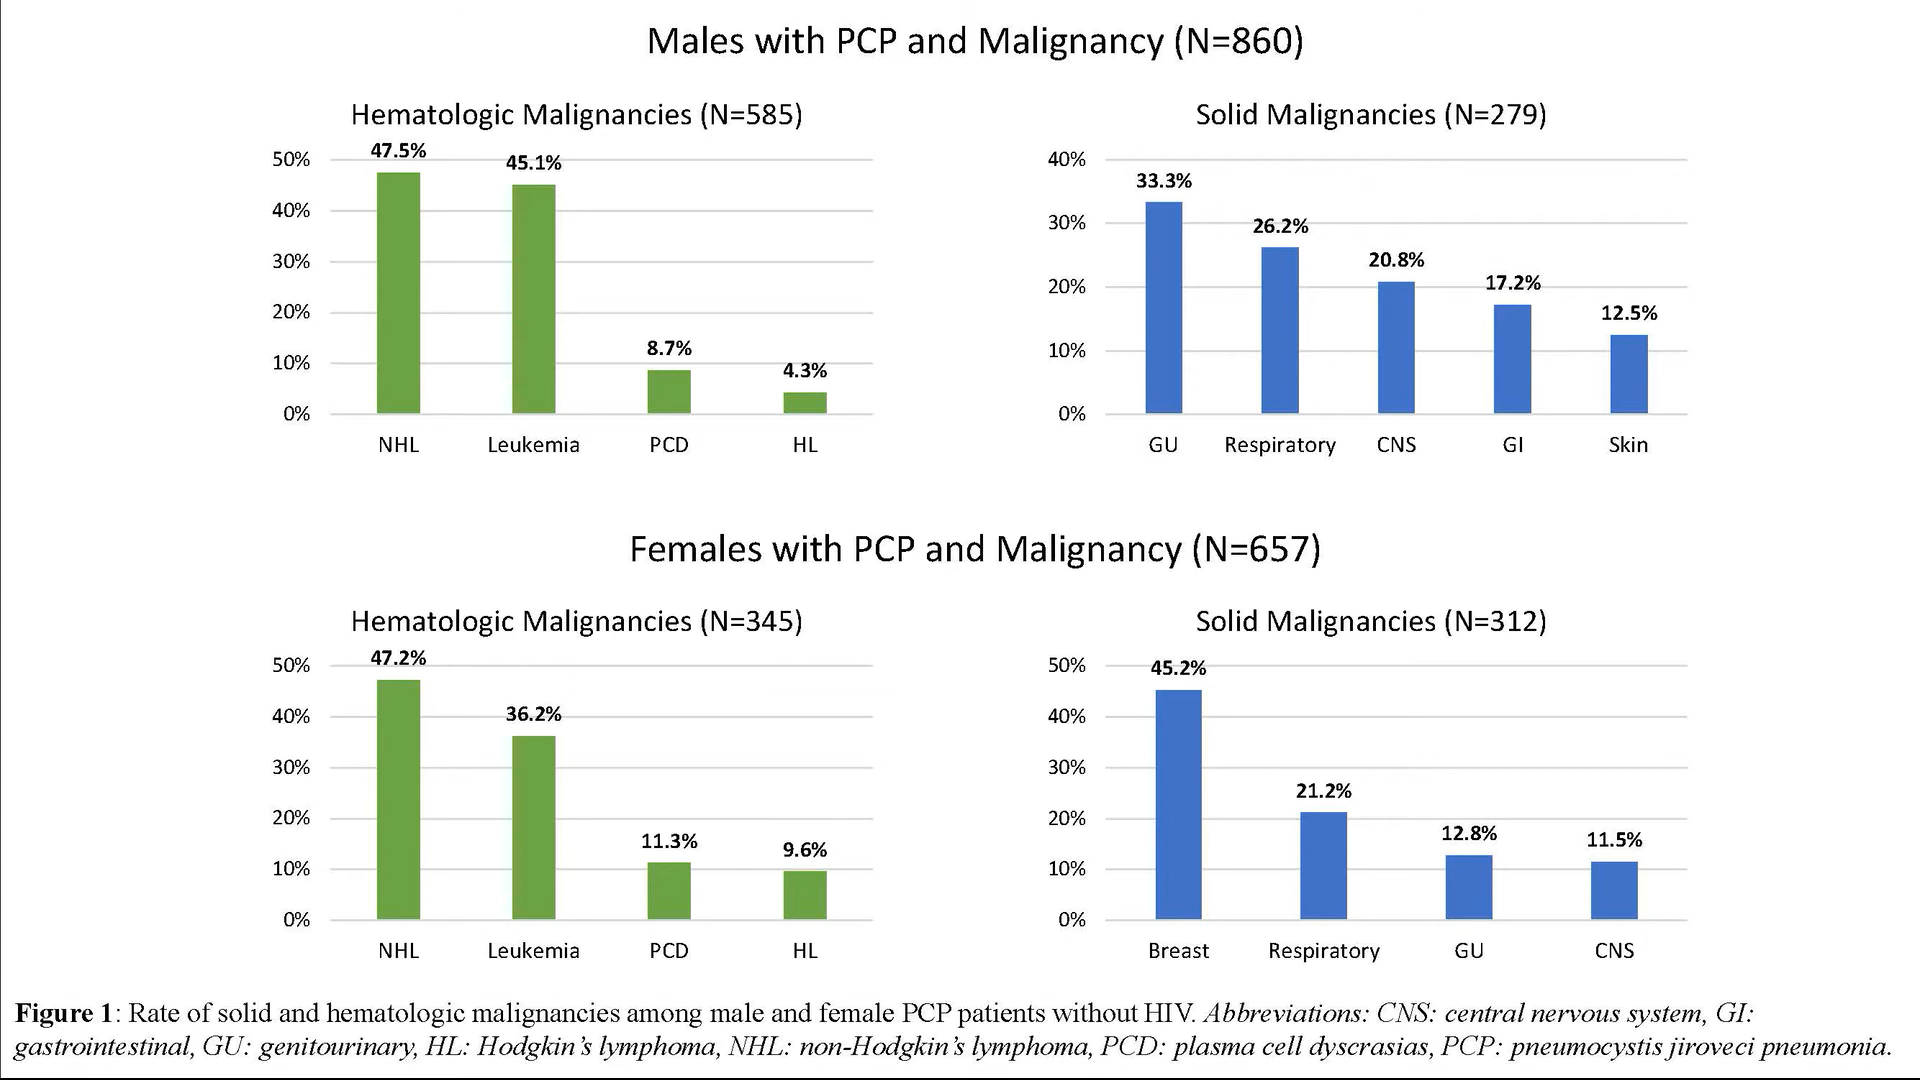 Males with PCP and Malignancy (N=860)
Hematologic Malignancies (N=585)
50%
40%
30%
20%
10%
0%
47.5%
45.1%
8.7%
4.3%
NHL
Leukemia
PCD
HL
Solid Malignancies (N=279)
40%
30%
20%
10%
0%
33.3%
26.2%
20.8%
17.2%
12.5%
GU
Respiratory
CNS
GI
Skin
Females with PCP and Malignancy (N=657)
Hematologic Malignancies (N=345)
50%
40%
30%
20%
10%
0%
47.2%
36.2%
11.3%
9.6%
NHL
Leukemia
PCD
HL
Solid Malignancies (N=312)
50%
40%
30%
20%
10%
0%
45.2%
21.2%
12.8%
11.5%
Breast
Respiratory
GU
CNS
Figure 1: Rate of solid and hematologic malignancies among male and female PCP patients without HIV. Abbreviations: CNS: central nervous system, GI:
gastrointestinal, GU: genitourinary, HL: Hodgkin’s lymphoma, NHL: non-Hodgkin’s lymphoma, PCD: plasma cell dyscrasias, PCP: pneumocystis jiroveci pneumonia.